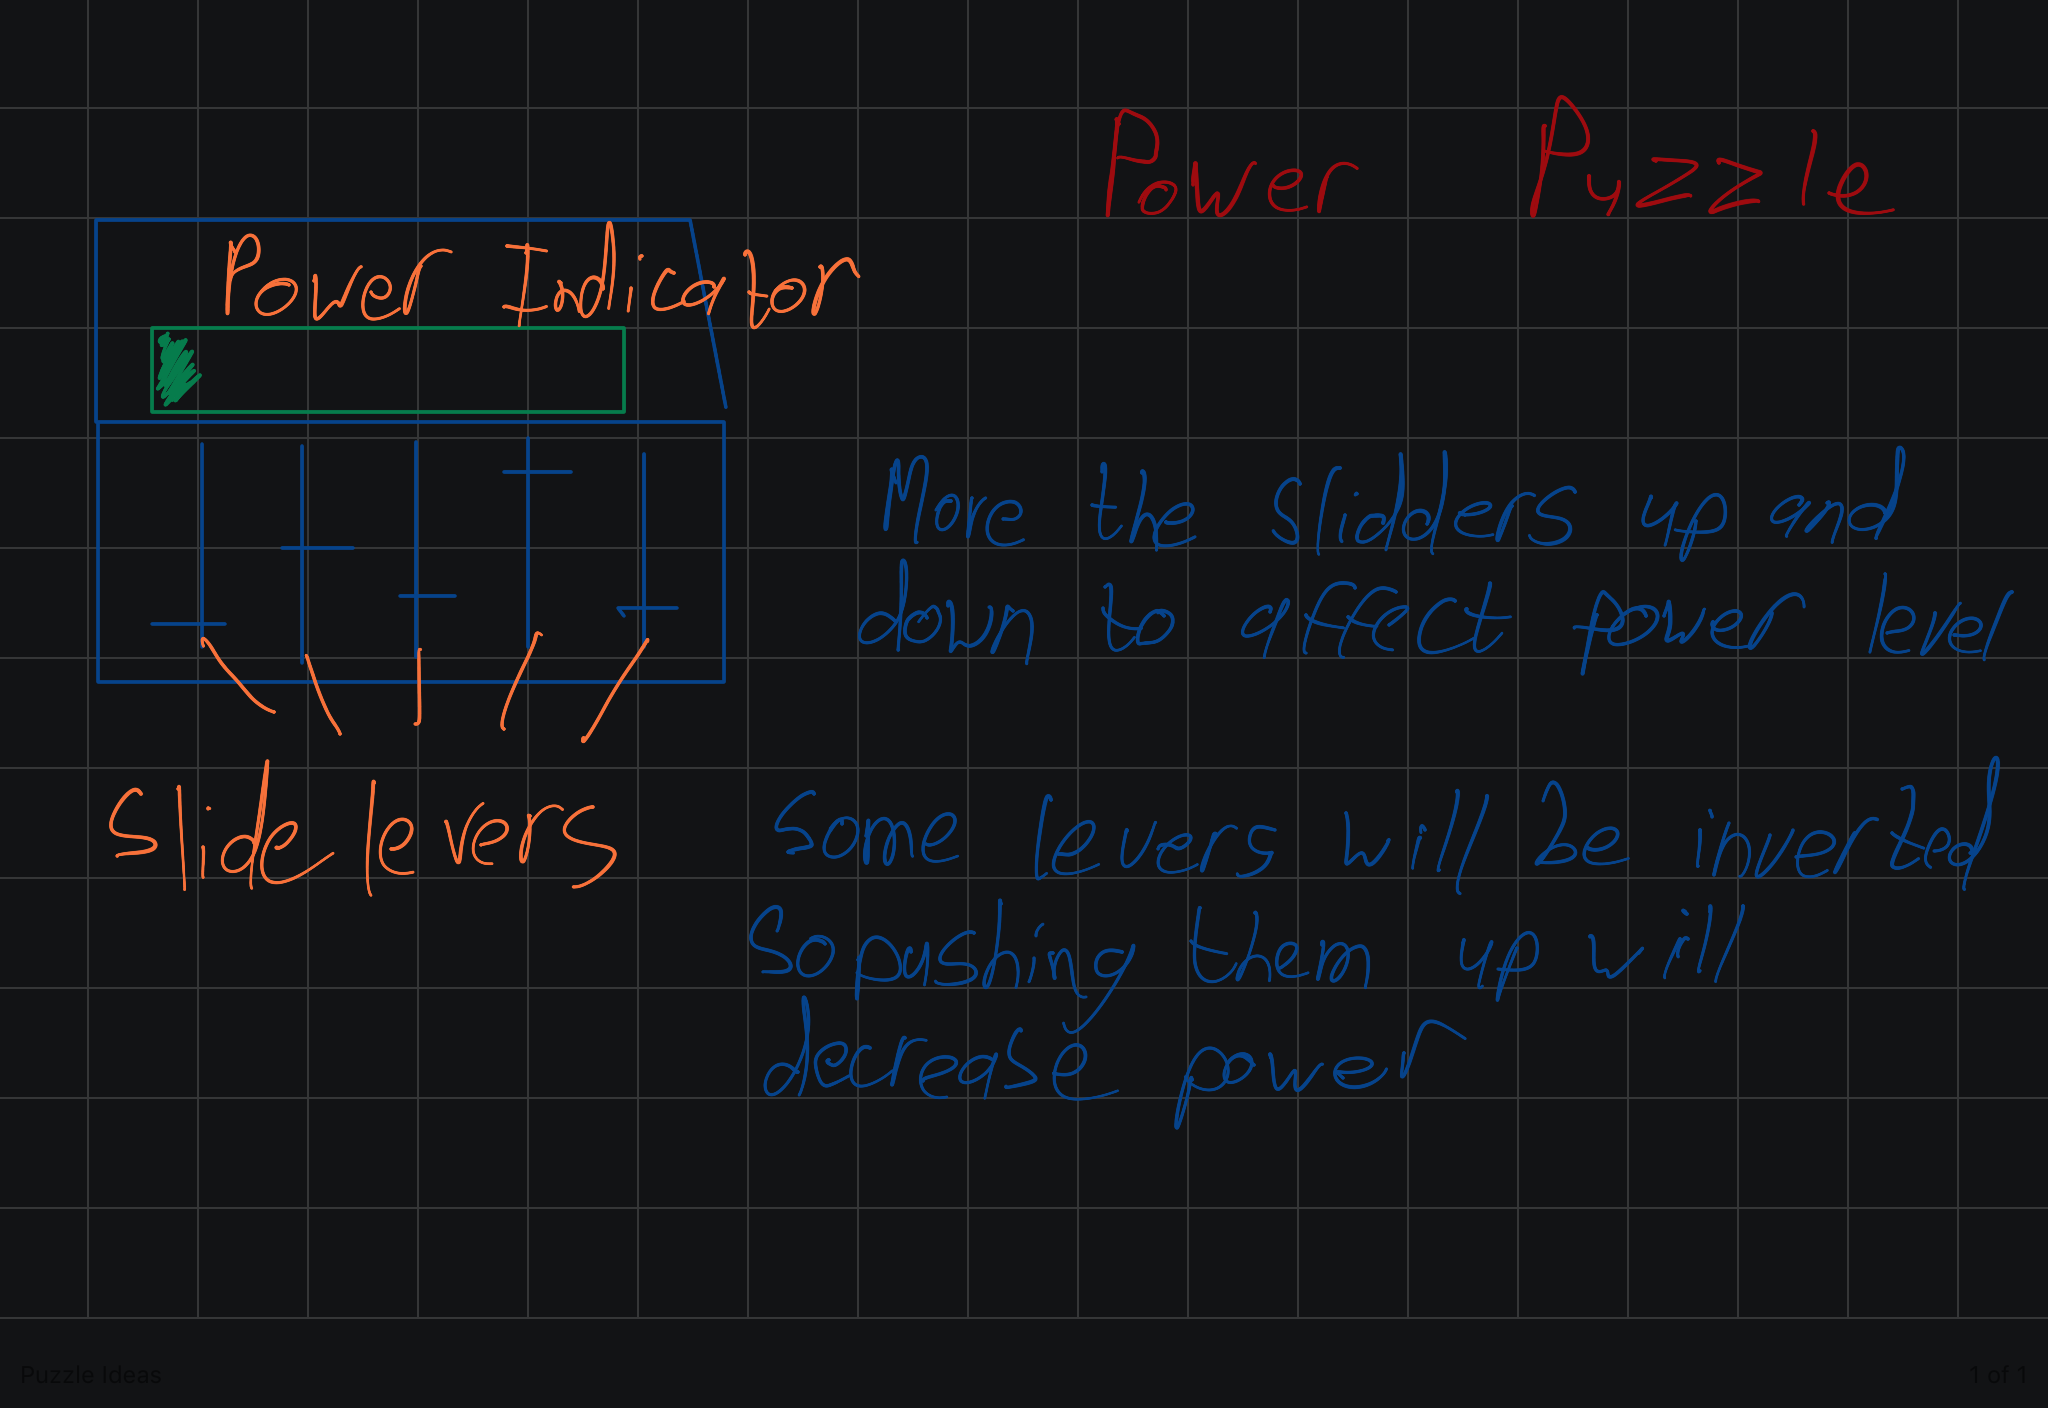 Power Puzzle
Power Indicator
More the slidders up and
down to affect power level
Slide levers
Some levers will be inverted
So pushing them up will
decrease power
Puzzle Ideas
1 of 1